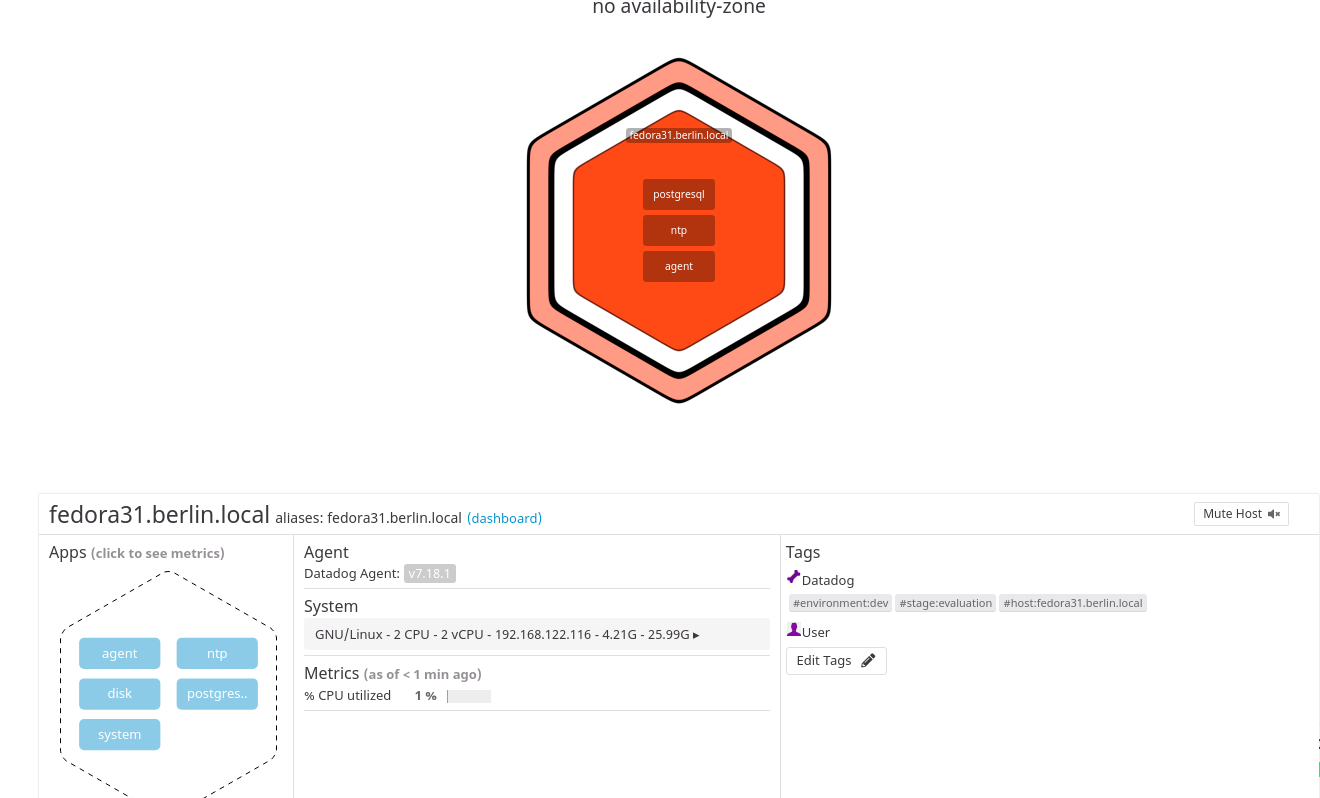 no availability-zone
fedora31.berlin.local
postgresql
ntp
agent
fedora31.berlin.local aliases: fedora31.berlin.local (dashboard)
Mute Host
Apps (click to see metrics)
agent
ntp
disk
postgres..
system
Agent
Datadog Agent: v7.18.1
System
GNU/Linux - 2 CPU - 2 vCPU - 192.168.122.116 - 4.21G - 25.99G ▸
Metrics (as of < 1 min ago)
% CPU utilized 1 %
Tags
Datadog
#environment:dev #stage:evaluation #host:fedora31.berlin.local
User
Edit Tags